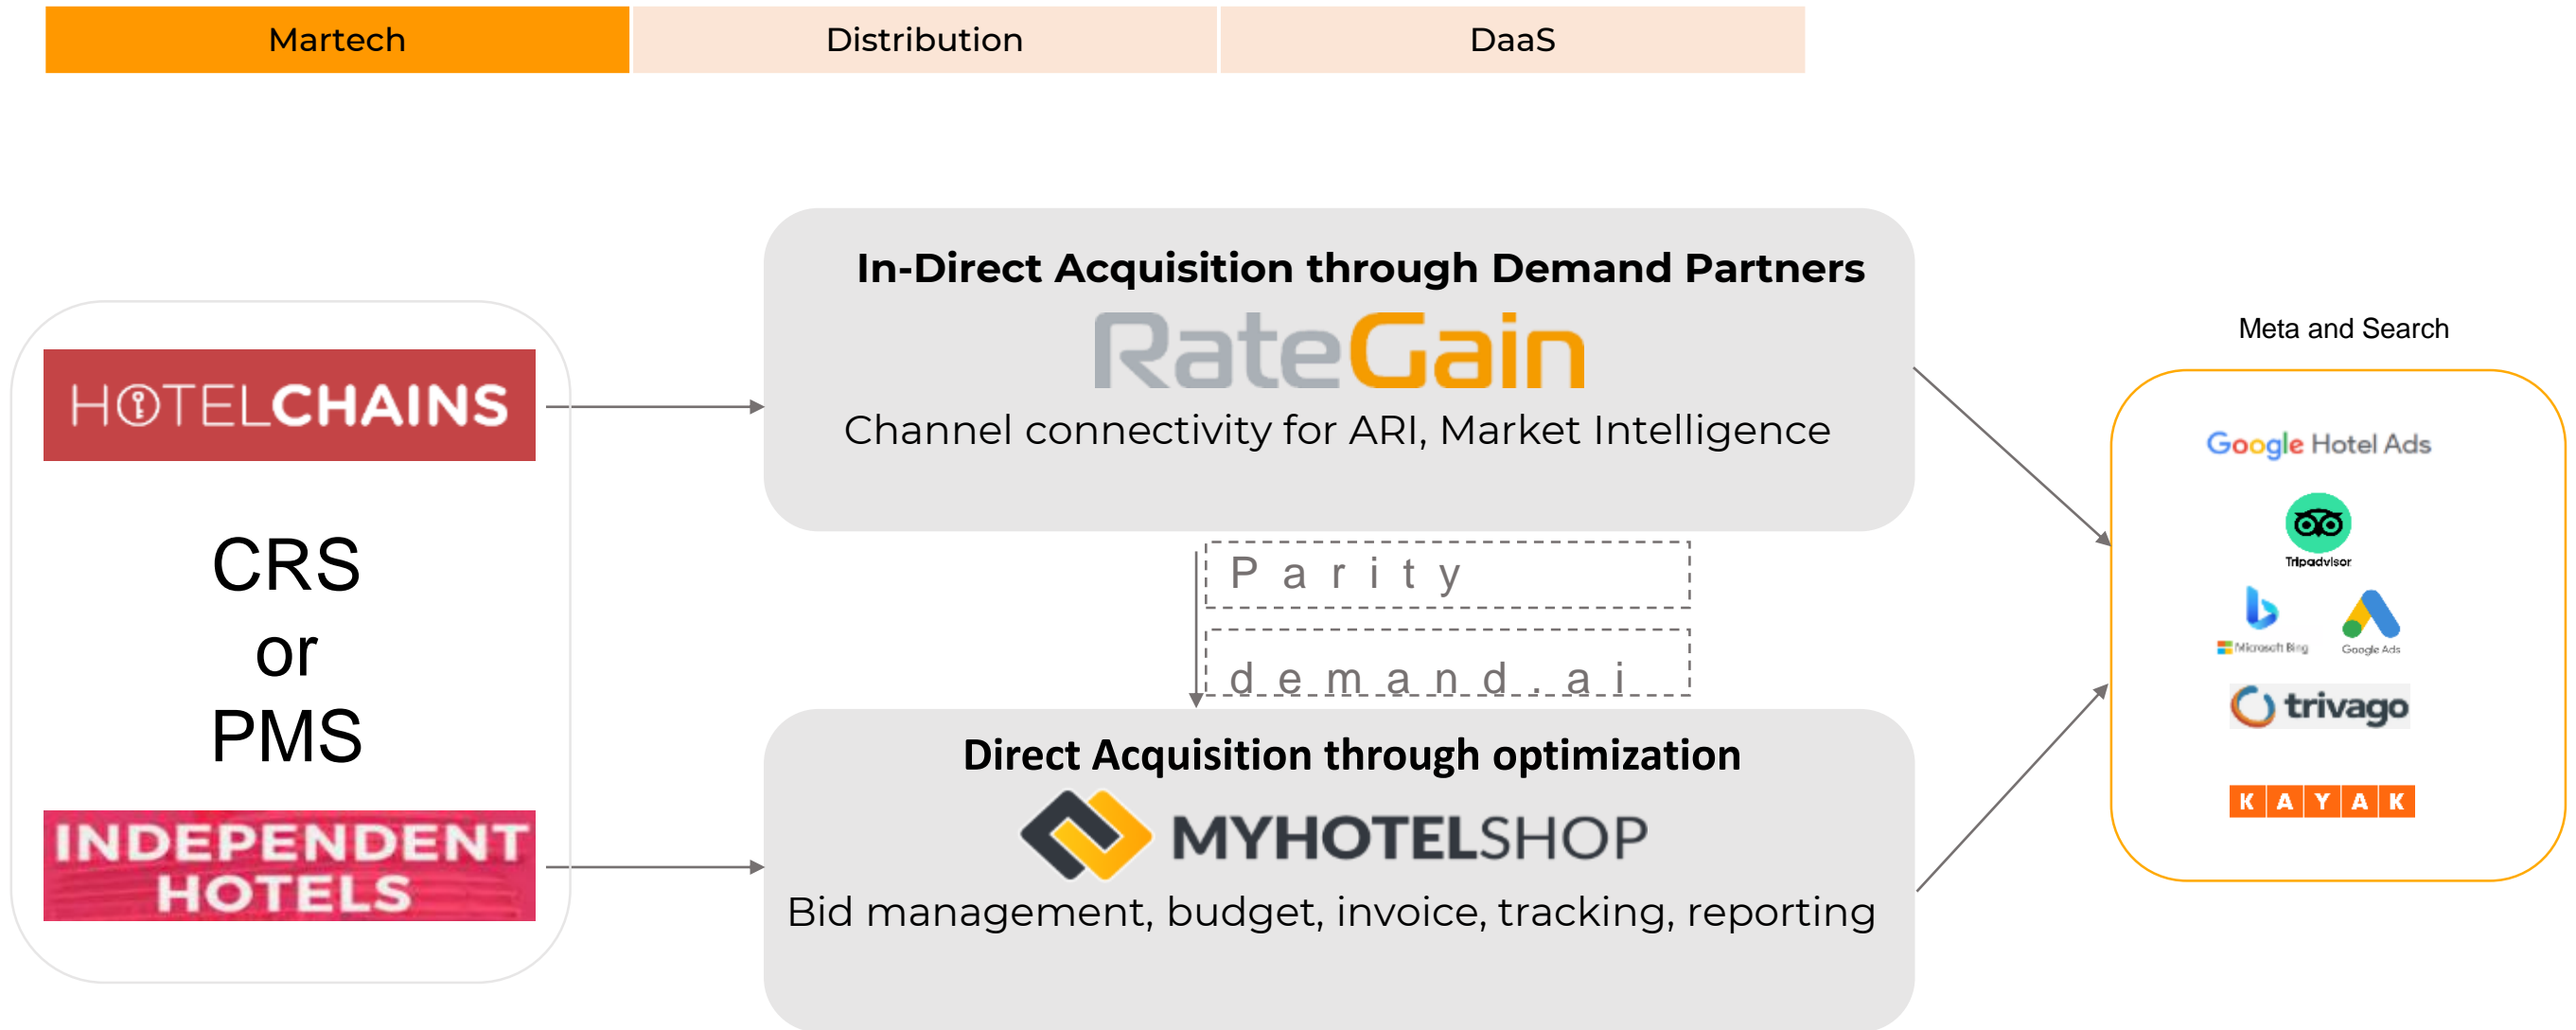 Martech
Distribution
DaaS
In-Direct Acquisition through Demand Partners
RateGain
Channel connectivity for ARI, Market Intelligence
HOTELCHAINS
CRS
or
PMS
INDEPENDENT
HOTELS
Parity
demand.ai
Direct Acquisition through optimization
MYHOTELSHOP
Bid management, budget, invoice, tracking, reporting
Meta and Search
Google Hotel Ads
Tripadvisor
Microsoft Bing
Google Ads
trivago
KAYAK